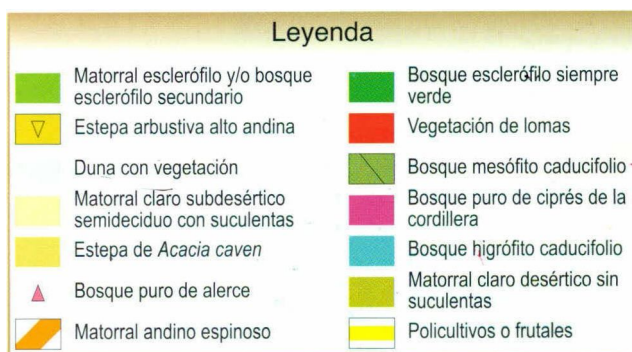 Leyenda
Matorral esclerófilo y/o bosque
esclerófilo secundario
Estepa arbustiva alto andina
Duna con vegetación
Matorral claro subdesértico
semideciduo con suculentas
Estepa de Acacia caven
Bosque puro de alerce
Matorral andino espinoso
Bosque esclerófilo siempre
verde
Vegetación de lomas
Bosque mesófito caducifolio
Bosque puro de ciprés de la
cordillera
Bosque higrófito caducifolio
Matorral claro desértico sin
suculentas
Policultivos o frutales